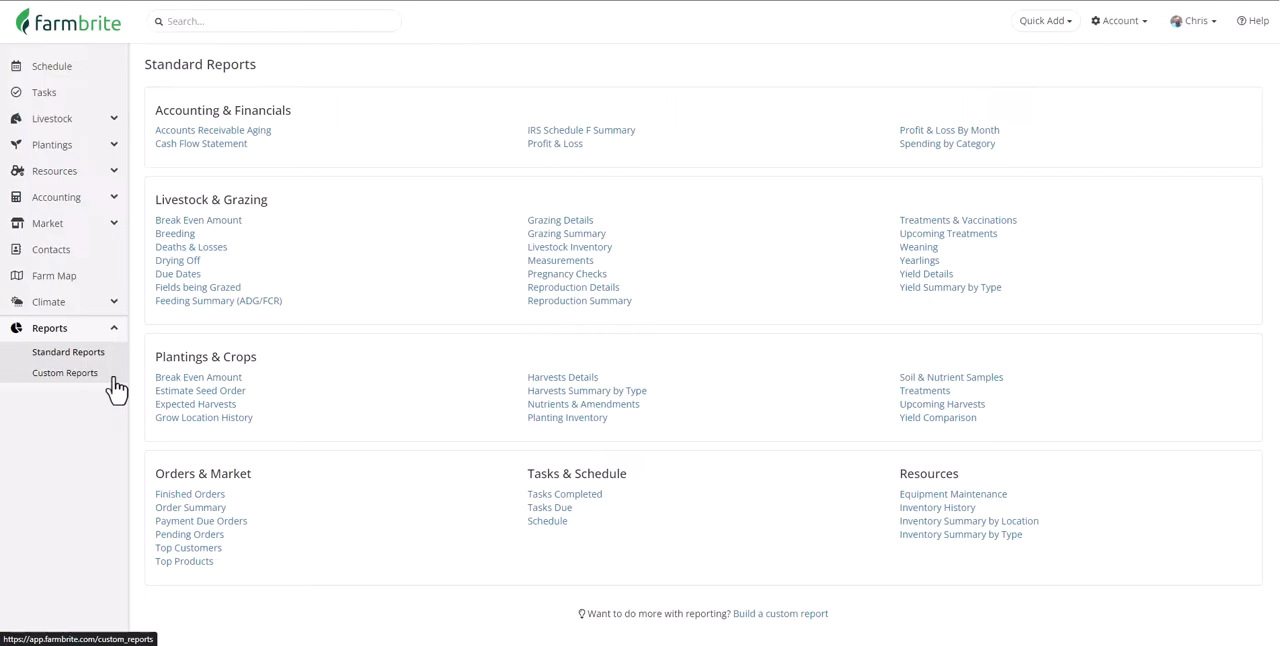 farmbrite
Search...
Quick Add
Account
Chris
Help
Schedule
Tasks
Livestock
Plantings
Resources
Accounting
Market
Contacts
Farm Map
Climate
Reports
Standard Reports
Custom Reports
Standard Reports
Accounting & Financials
Accounts Receivable Aging
Cash Flow Statement
IRS Schedule F Summary
Profit & Loss
Profit & Loss By Month
Spending by Category
Livestock & Grazing
Break Even Amount
Breeding
Deaths & Losses
Drying Off
Due Dates
Fields being Grazed
Feeding Summary (ADG/FCR)
Grazing Details
Grazing Summary
Livestock Inventory
Measurements
Pregnancy Checks
Reproduction Details
Reproduction Summary
Treatments & Vaccinations
Upcoming Treatments
Weaning
Yearlings
Yield Details
Yield Summary by Type
Plantings & Crops
Break Even Amount
Estimate Seed Order
Expected Harvests
Grow Location History
Harvests Details
Harvests Summary by Type
Nutrients & Amendments
Planting Inventory
Soil & Nutrient Samples
Treatments
Upcoming Harvests
Yield Comparison
Orders & Market
Finished Orders
Order Summary
Payment Due Orders
Pending Orders
Top Customers
Top Products
Tasks & Schedule
Tasks Completed
Tasks Due
Schedule
Resources
Equipment Maintenance
Inventory History
Inventory Summary by Location
Inventory Summary by Type
Want to do more with reporting? Build a custom report
https://app.farmbrite.com/custom_reports